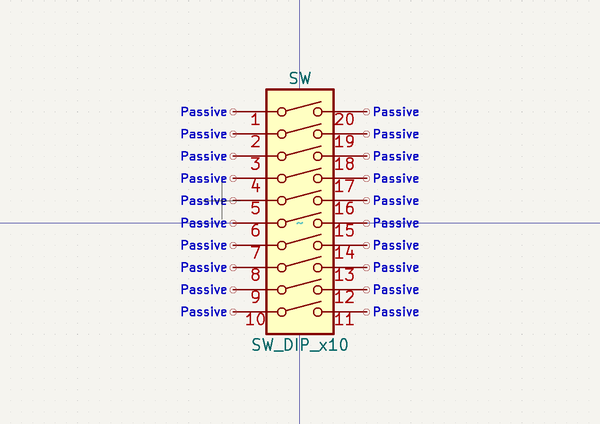 SW
Passive 1 20 Passive
Passive 2 19 Passive
Passive 3 18 Passive
Passive 4 17 Passive
Passive 5 16 Passive
Passive 6 ~ 15 Passive
Passive 7 14 Passive
Passive 8 13 Passive
Passive 9 12 Passive
Passive 10 11 Passive
SW_DIP_x10